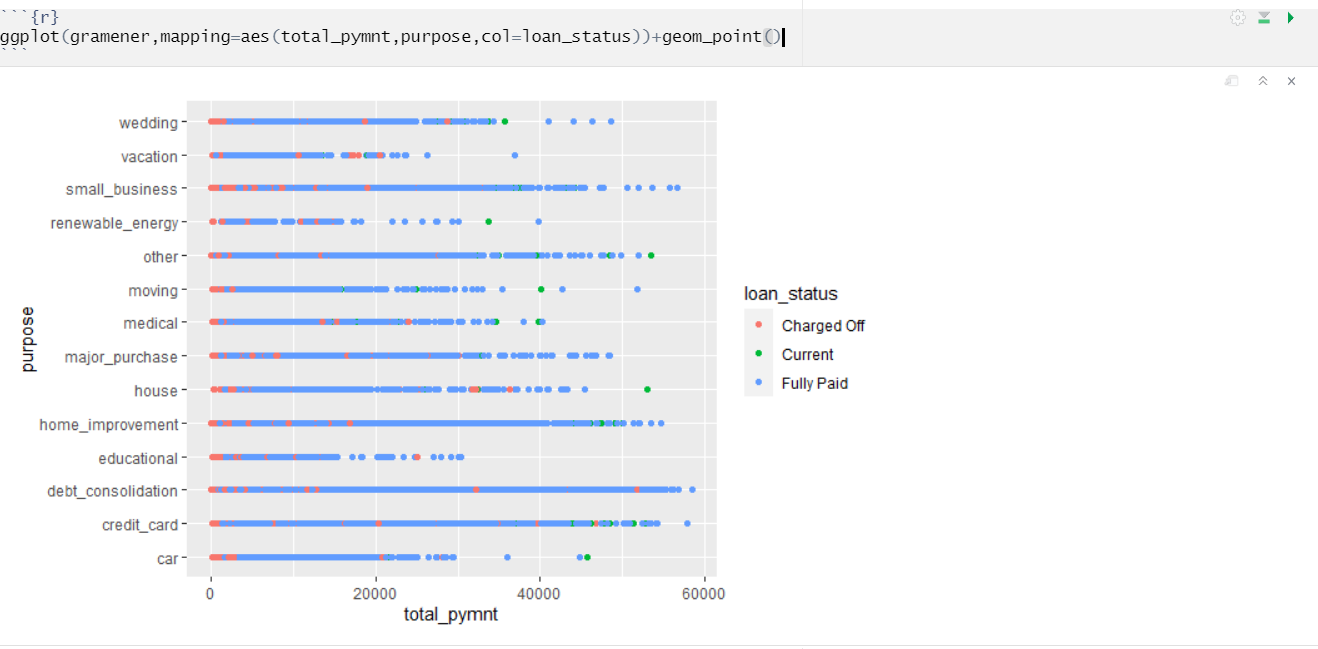 ```{r}
ggplot(gramener,mapping=aes(total_pymnt,purpose,col=loan_status))+geom_point()
```
wedding
vacation
small_business
renewable_energy
other
moving
medical
major_purchase
house
home_improvement
educational
debt_consolidation
credit_card
car
purpose
0 20000 40000 60000
total_pymnt
loan_status
Charged Off
Current
Fully Paid